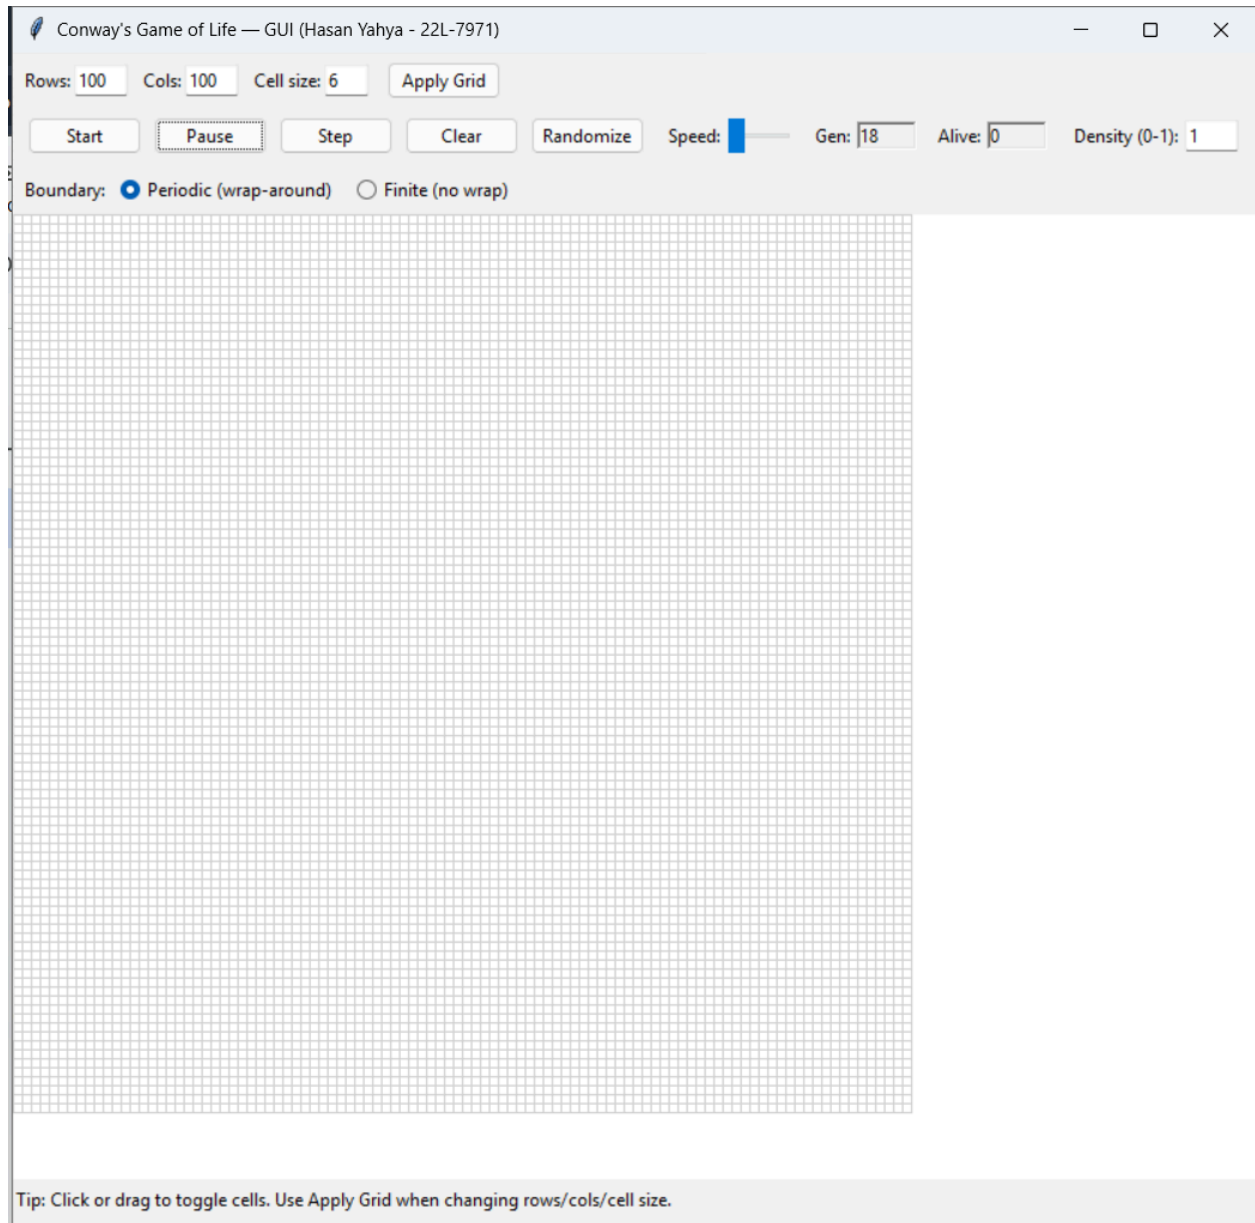 Conway's Game of Life — GUI (Hasan Yahya - 22L-7971)
Rows: 100 Cols: 100 Cell size: 6 Apply Grid
Start Pause Step Clear Randomize Speed: Gen: 18 Alive: 0 Density (0-1): 1
Boundary: Periodic (wrap-around) Finite (no wrap)
Tip: Click or drag to toggle cells. Use Apply Grid when changing rows/cols/cell size.